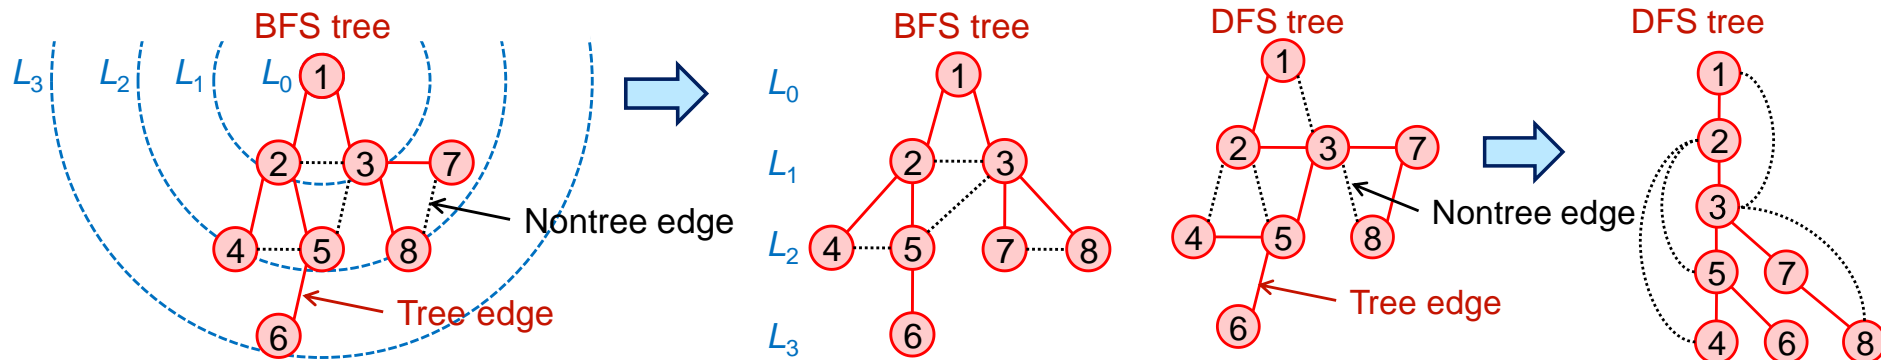 BFS tree
L3 L2 L1 L0 1
2 3 7
Nontree edge
4 5 8
Tree edge
6
BFS tree
L0 1
L1 2 3
L2 4 5 7 8
L3 6
DFS tree
1
2 3 7
Nontree edge
4 5 8
Tree edge
6
DFS tree
1
2
3
5 7
4 6 8